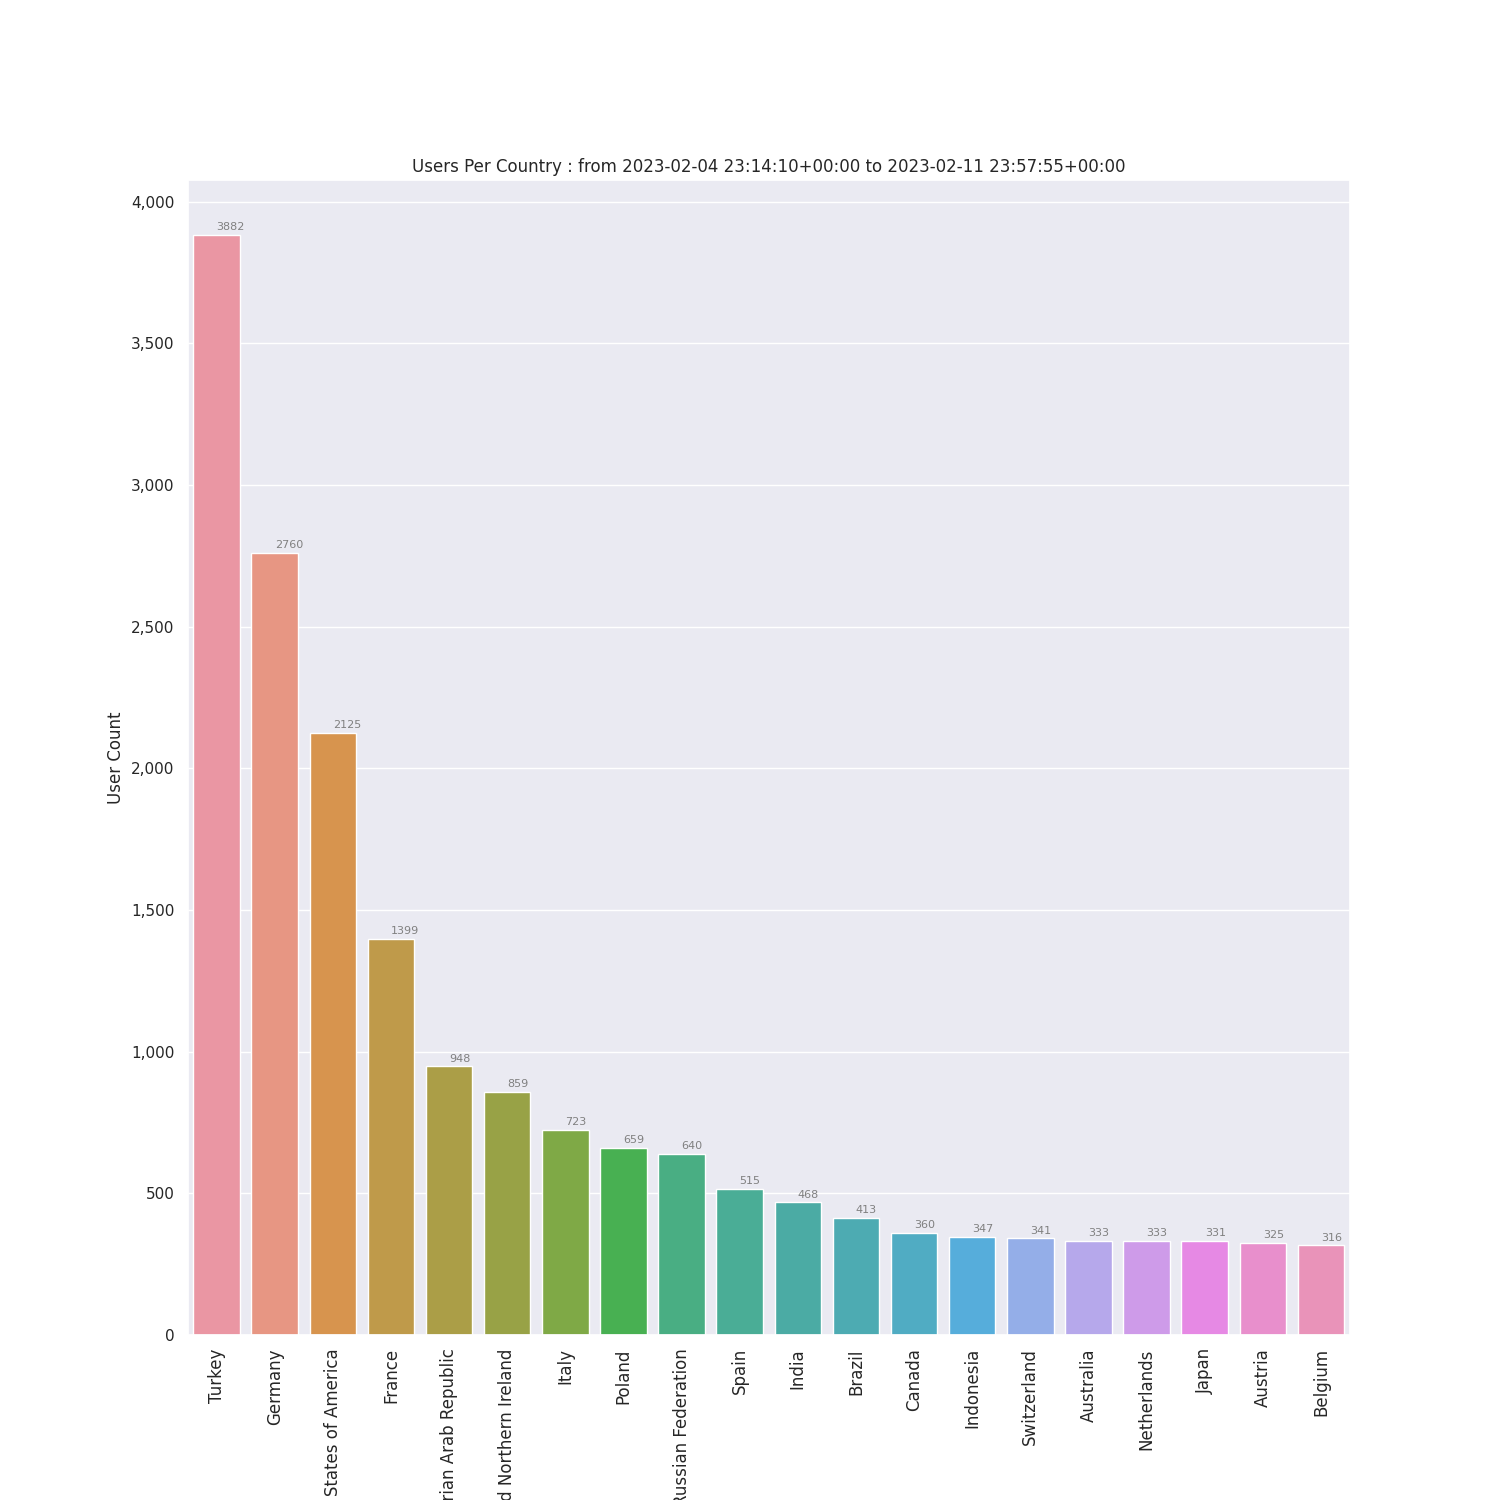 Users Per Country : from 2023-02-04 23:14:10+00:00 to 2023-02-11 23:57:55+00:00
4,000
3,500
3,000
2,500
2,000
1,500
1,000
500
0
User Count
3882
2760
2125
1399
948
859
723
659
640
515
468
413
360
347
341
333
333
331
325
316
Turkey
Germany
States of America
France
rian Arab Republic
d Northern Ireland
Italy
Poland
Russian Federation
Spain
India
Brazil
Canada
Indonesia
Switzerland
Australia
Netherlands
Japan
Austria
Belgium